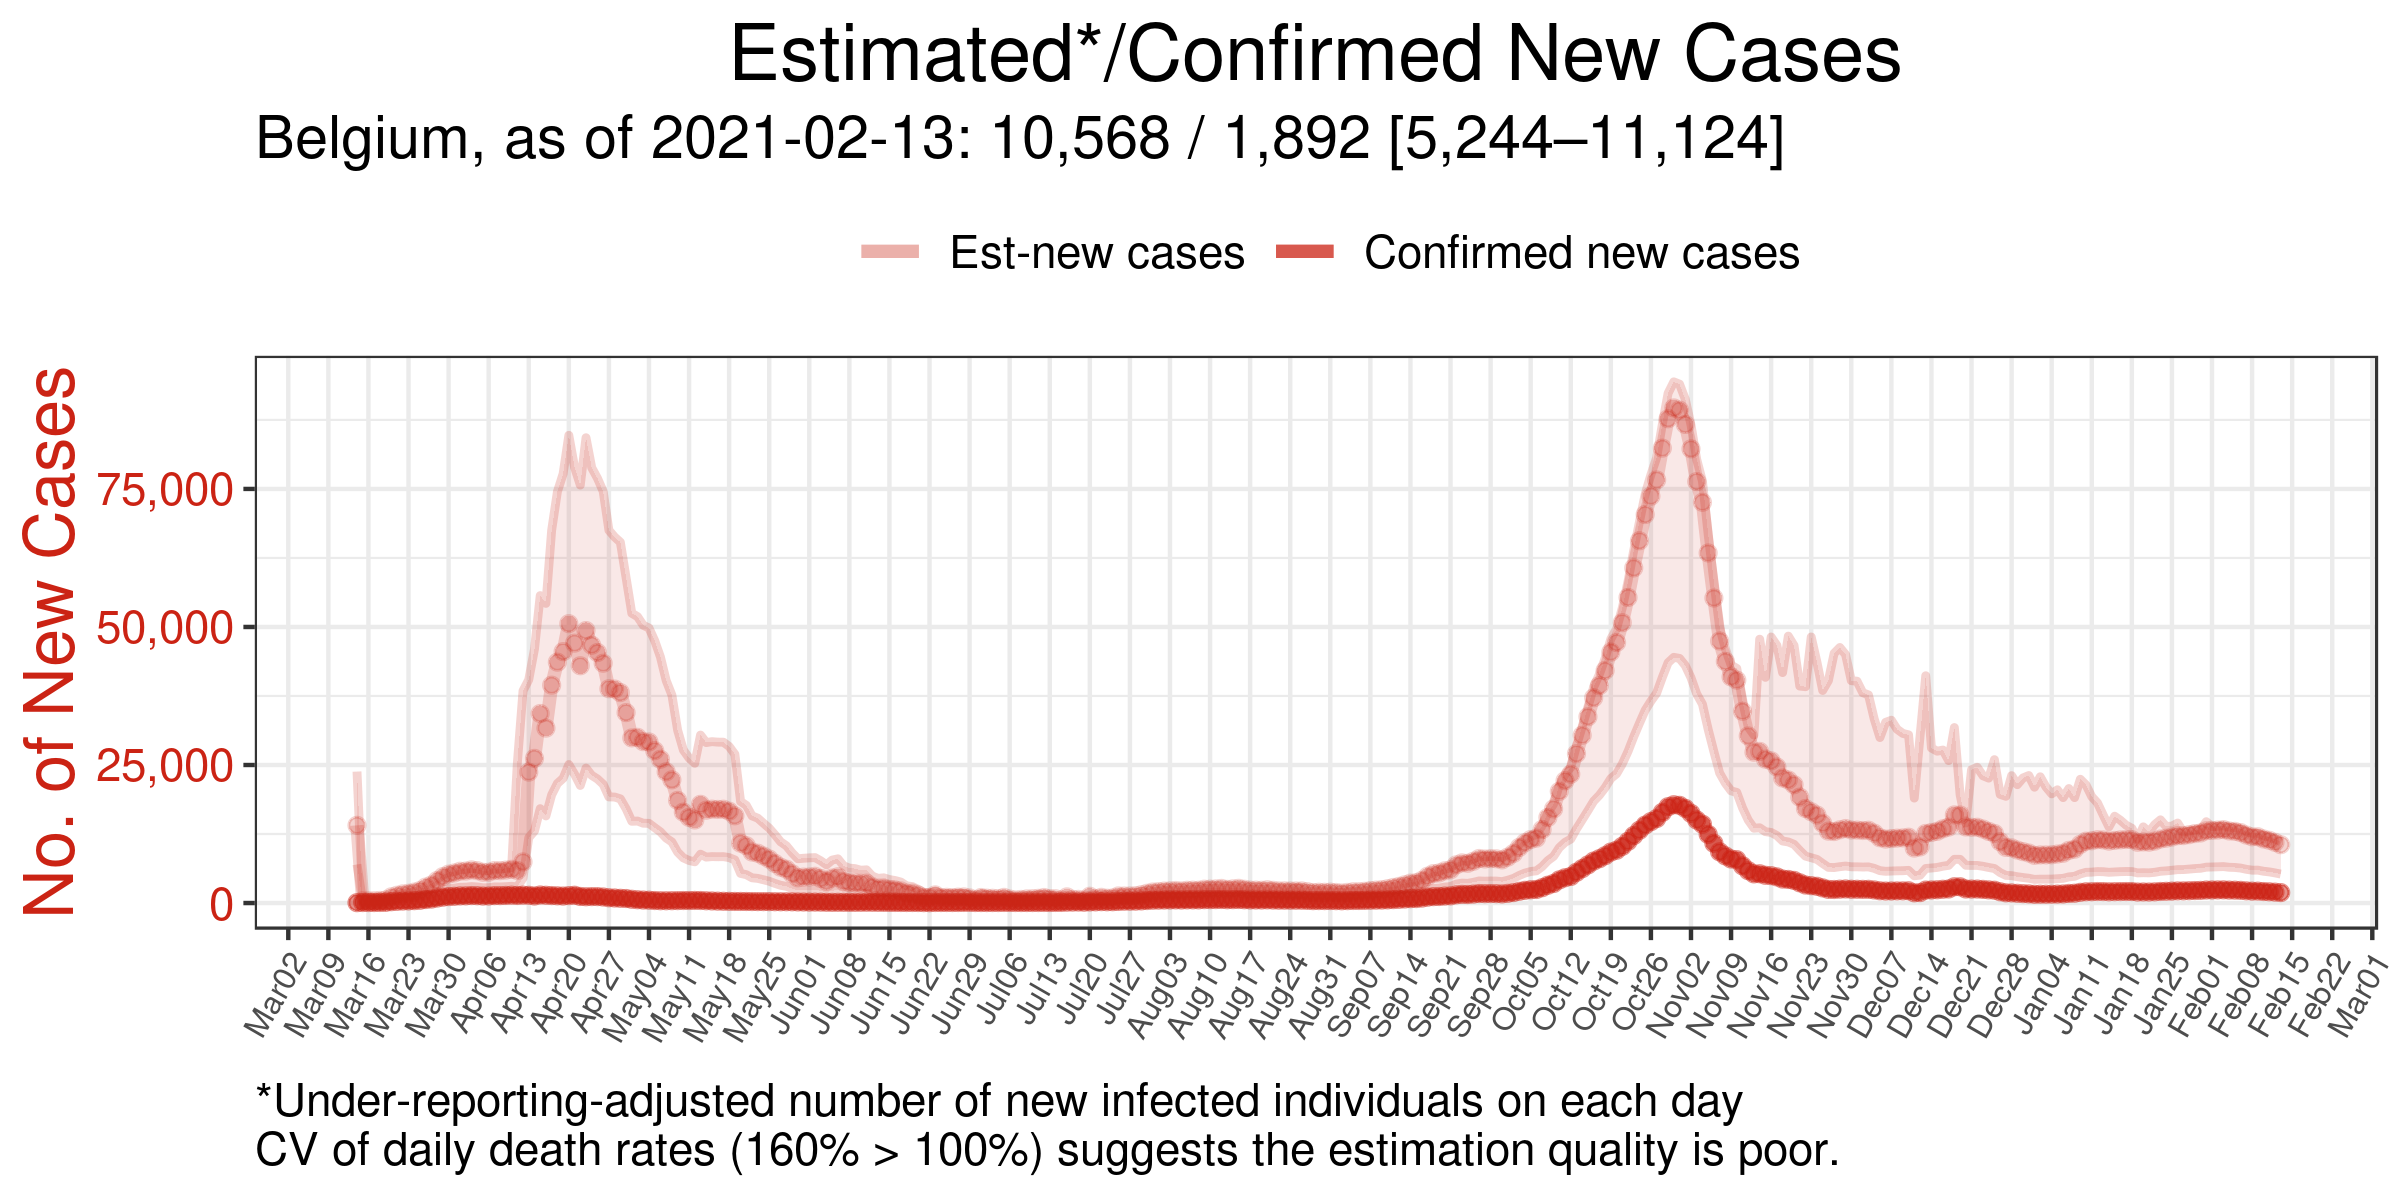 Estimated*/Confirmed New Cases
Belgium, as of 2021-02-13: 10,568 / 1,892 [5,244–11,124]
Est-new cases
Confirmed new cases
No. of New Cases
75,000
50,000
25,000
0
Mar02
Mar09
Mar16
Mar23
Mar30
Apr06
Apr13
Apr20
Apr27
May04
May11
May18
May25
Jun01
Jun08
Jun15
Jun22
Jun29
Jul06
Jul13
Jul20
Jul27
Aug03
Aug10
Aug17
Aug24
Aug31
Sep07
Sep14
Sep21
Sep28
Oct05
Oct12
Oct19
Oct26
Nov02
Nov09
Nov16
Nov23
Nov30
Dec07
Dec14
Dec21
Dec28
Jan04
Jan11
Jan18
Jan25
Feb01
Feb08
Feb15
Feb22
Mar01
*Under-reporting-adjusted number of new infected individuals on each day
CV of daily death rates (160% > 100%) suggests the estimation quality is poor.